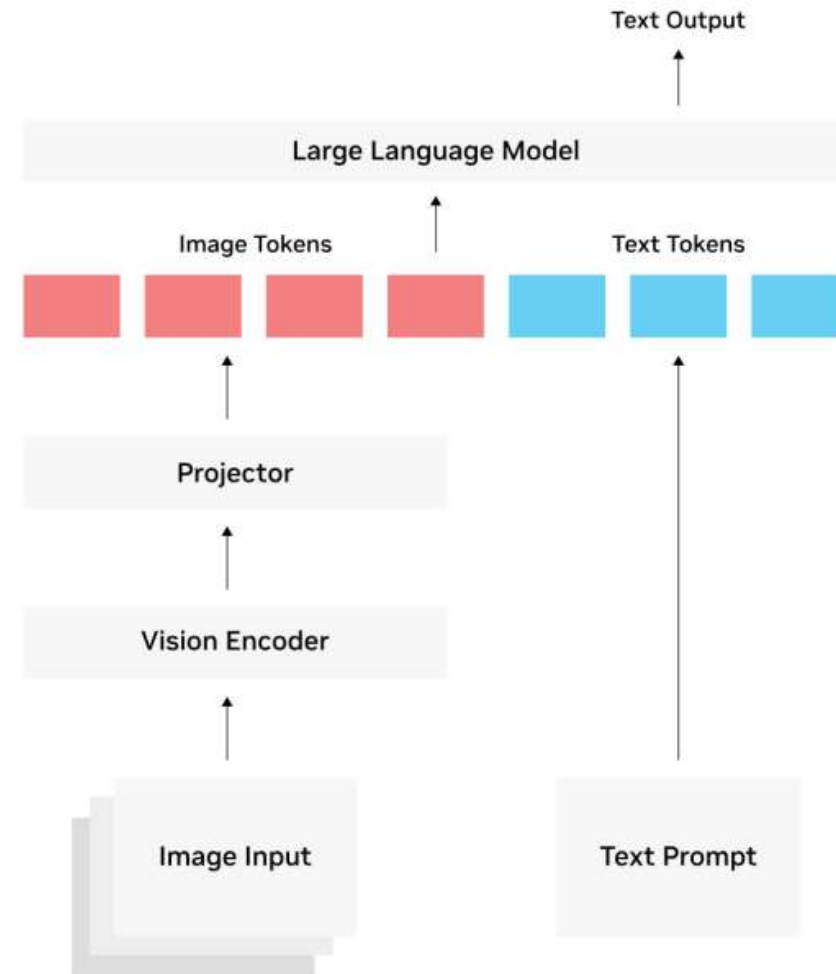 Text Output
Large Language Model
Image Tokens
Text Tokens
Projector
Vision Encoder
Image Input
Text Prompt